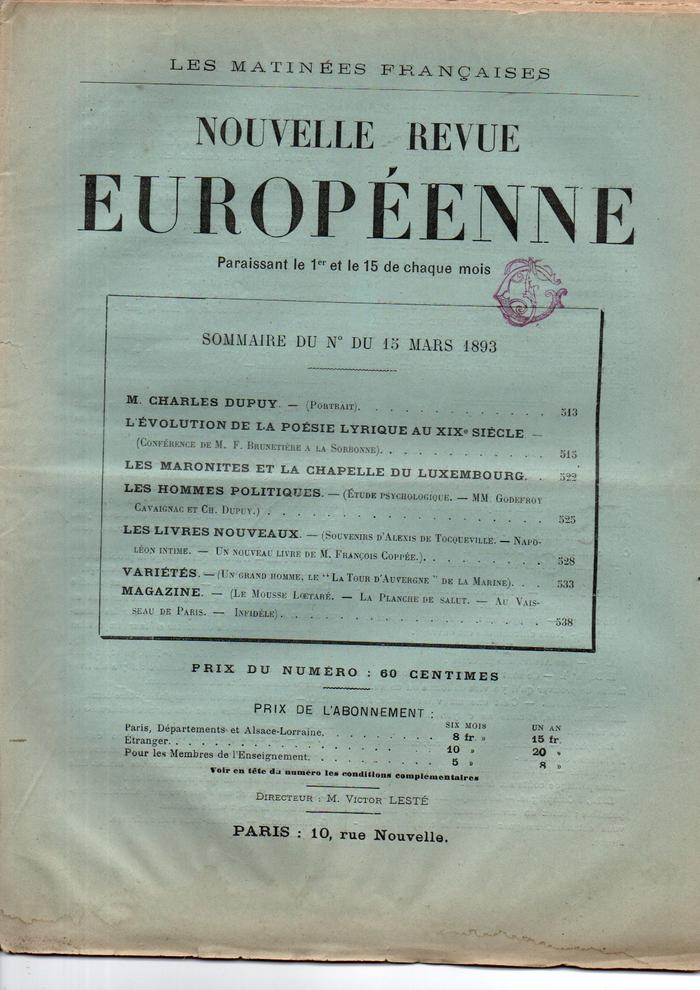 LES MATINÉES FRANÇAISES
NOUVELLE REVUE
EUROPÉENNE
Paraissant le 1er et le 15 de chaque mois
SOMMAIRE DU N° DU 15 MARS 1893
M. CHARLES DUPUY. — (Portrait). . . . . . . . . . . . 513
L'ÉVOLUTION DE LA POÉSIE LYRIQUE AU XIXe SIÈCLE —
(Conférence de M. F. Brunetière a la Sorbonne). . . . . . . . . . 515
LES MARONITES ET LA CHAPELLE DU LUXEMBOURG. . 522
LES HOMMES POLITIQUES. — (Étude psychologique. — MM. Godefroy
Cavaignac et Ch. Dupuy.) . . . . . . . . . . . . . . . 525
LES LIVRES NOUVEAUX. — (Souvenirs d'Alexis de Tocqueville. — Napo-
léon intime. — Un nouveau livre de M. François Coppée.). . . . . . . . 528
VARIÉTÉS. — (Un grand homme, le "La Tour d'Auvergne" de la Marine). . . 533
MAGAZINE. — (Le Mousse Lœtaré. — La Planche de salut. — Au Vais-
seau de Paris. — Infidèle). . . . . . . . . . . . . . . 538
PRIX DU NUMÉRO : 60 CENTIMES
PRIX DE L'ABONNEMENT :
SIX MOIS UN AN
Paris, Départements et Alsace-Lorraine. . . . . . . . . 8 fr. » 15 fr.
Etranger. . . . . . . . . . . . . . . . . . 10 » 20 »
Pour les Membres de l'Enseignement. . . . . . . . . . 5 » 8 »
Voir en tête du numéro les conditions complémentaires
Directeur : M. Victor LESTÉ
PARIS : 10, rue Nouvelle.